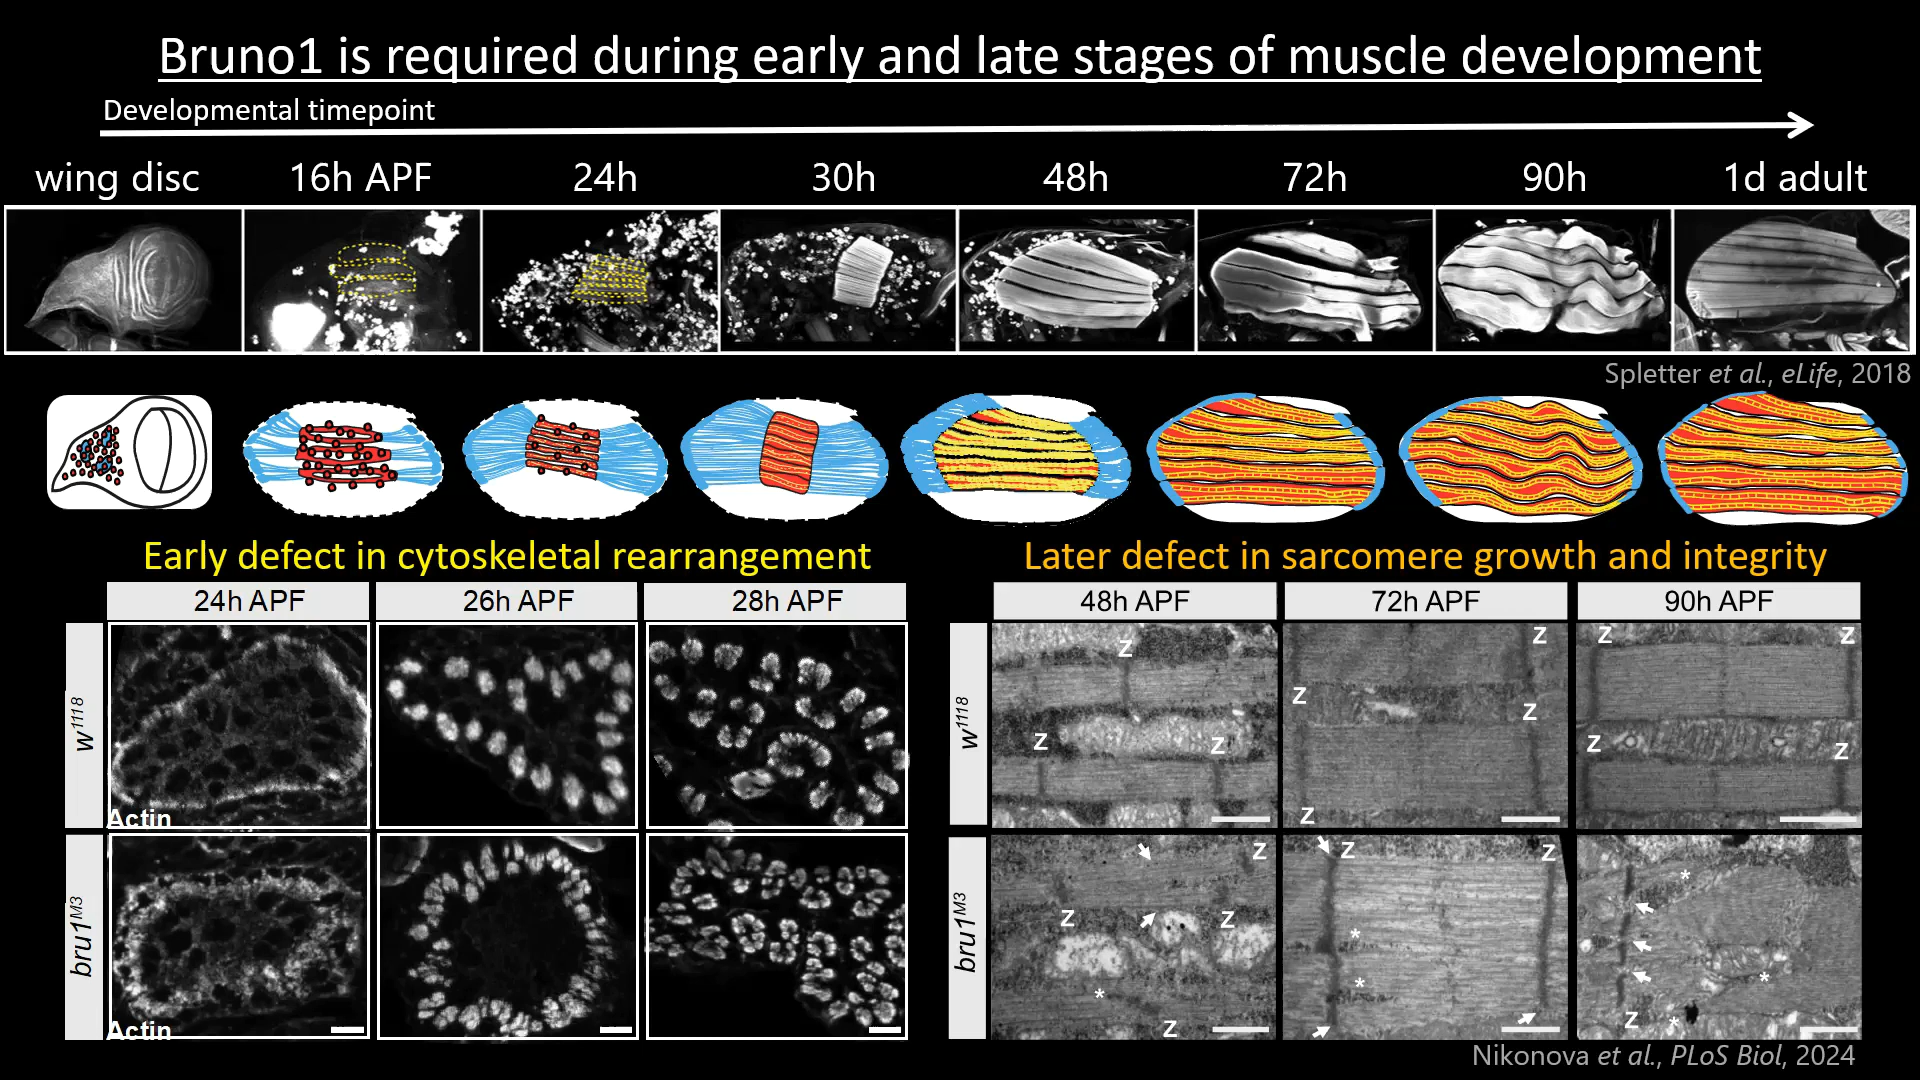 Bruno1 is required during early and late stages of muscle development
Developmental timepoint
wing disc 16h APF 24h 30h 48h 72h 90h 1d adult
Spletter et al., eLife, 2018
Early defect in cytoskeletal rearrangement
24h APF 26h APF 28h APF
w1118
Actin
bru1M3
Actin
Later defect in sarcomere growth and integrity
48h APF 72h APF 90h APF
w1118
Z Z Z Z
Z Z
Z Z Z Z
Z
bru1M3
Z Z Z
Z Z
*
* *
* *
* Z *
Z
Nikonova et al., PLoS Biol, 2024